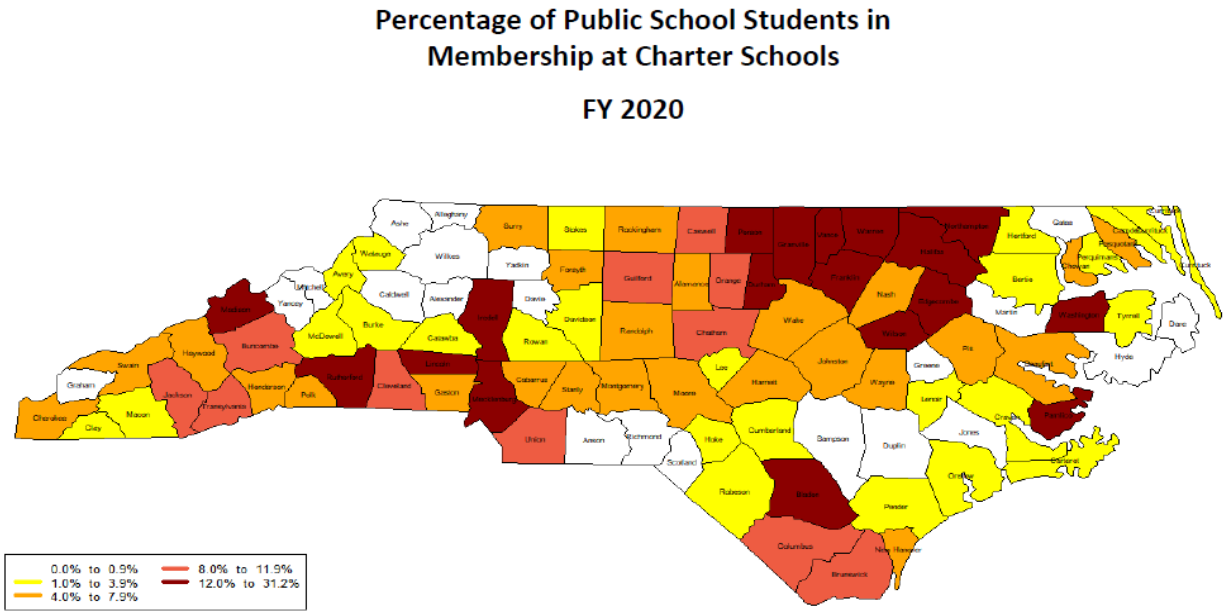 Percentage of Public School Students in
Membership at Charter Schools
FY 2020
Ashe
Alleghany
Surry
Stokes
Rockingham
Caswell
Person
Granville
Vance
Warren
Northampton
Hertford
Gates
Camden
Currituck
Pasquotank
Perquimans
Chowan
Watauga
Wilkes
Yadkin
Forsyth
Guilford
Alamance
Orange
Durham
Franklin
Halifax
Bertie
Avery
Mitchell
Yancey
Caldwell
Alexander
Iredell
Davie
Davidson
Randolph
Chatham
Wake
Nash
Edgecombe
Martin
Washington
Tyrrell
Dare
Madison
Buncombe
McDowell
Burke
Catawba
Rowan
Lee
Johnston
Wilson
Greene
Pitt
Beaufort
Hyde
Haywood
Swain
Graham
Cherokee
Clay
Macon
Jackson
Transylvania
Henderson
Polk
Rutherford
Cleveland
Lincoln
Gaston
Mecklenburg
Cabarrus
Stanly
Montgomery
Moore
Harnett
Wayne
Lenoir
Craven
Pamlico
Union
Anson
Richmond
Scotland
Hoke
Cumberland
Sampson
Duplin
Jones
Onslow
Carteret
Robeson
Bladen
Pender
Columbus
Brunswick
New Hanover
0.0% to 0.9%
1.0% to 3.9%
4.0% to 7.9%
8.0% to 11.9%
12.0% to 31.2%